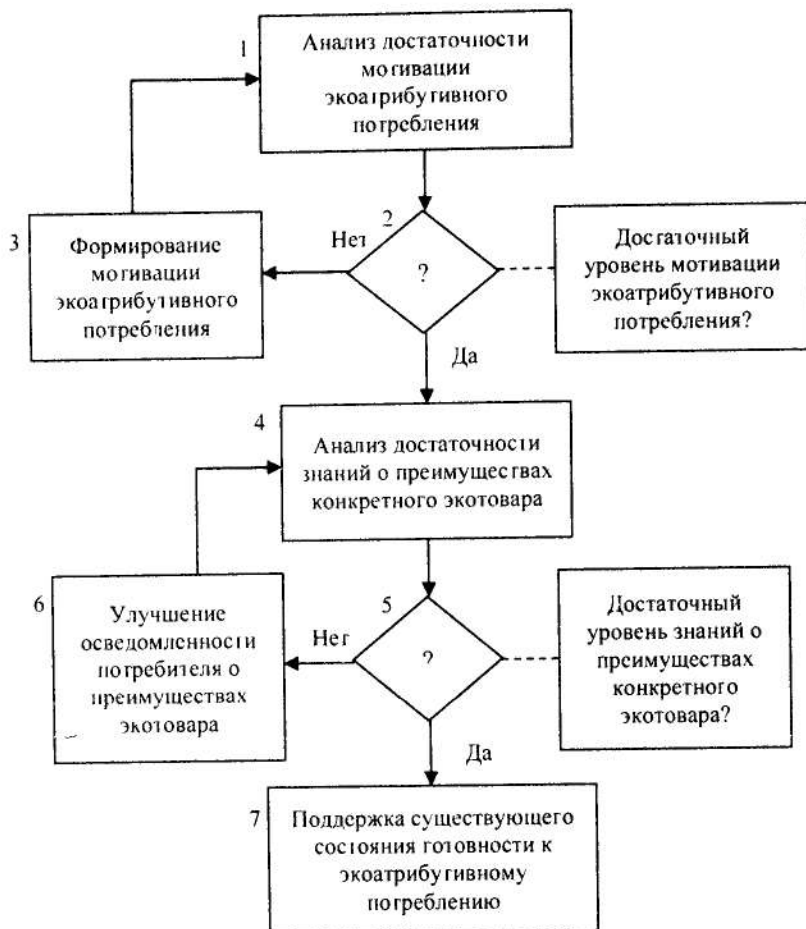 1
Анализ достаточности
мотивации
экоатрибутивного
потребления
2
Нет
?
Достаточный
уровень мотивации
экоатрибутивного
потребления?
3
Формирование
мотивации
экоатрибутивного
потребления
Да
4
Анализ достаточности
знаний о преимуществах
конкретного экотовара
5
Нет
?
Достаточный
уровень знаний о
преимуществах
конкретного
экотовара?
6
Улучшение
осведомленности
потребителя о
преимуществах
экотовара
Да
7
Поддержка существующего
состояния готовности к
экоатрибутивному
потреблению